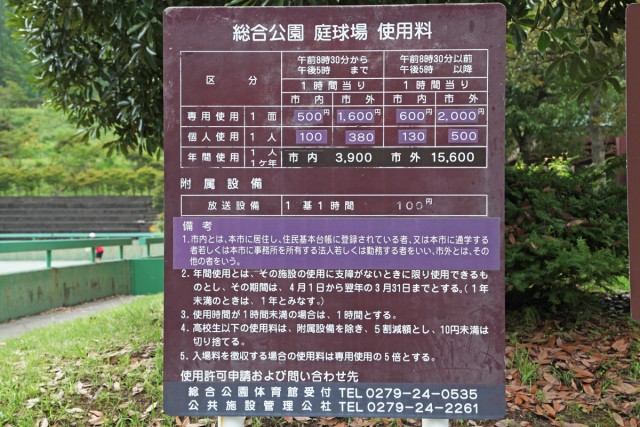 総合公園 庭球場 使用料
区分
午前8時30分から 午後5時 まで
午前8時30分以前 午後5時 以降
1時間当り 1時間当り
市内 市外 市内 市外
専用使用 1面 500円 1,600円 600円 2,000円
個人使用 1人 100 380 130 500
年間使用 1人1ヶ年 市内 3,900 市外 15,600
附属設備
放送設備 1基1時間 100円
備考
1.市内とは、本市に居住し、住民基本台帳に登録されている者、又は本市に通学する
者若しくは本市に事務所を所有する法人若しくは勤務する者をいい、市外とは、その
他の者をいう。
2.年間使用とは、その施設の使用に支障がないときに限り使用できるも
のとし、その期間は、4月1日から翌年の3月31日までとする。(1年
未満のときは、1年とみなす。)
3.使用時間が1時間未満の場合は、1時間とする。
4.高校生以下の使用料は、附属設備を除き、5割減額とし、10円未満は
切り捨てる。
5.入場料を徴収する場合の使用料は専用使用の5倍とする。
使用許可申請および問い合わせ先
総合公園体育館受付 TEL 0279-24-0535
公共施設管理公社 TEL 0279-24-2261